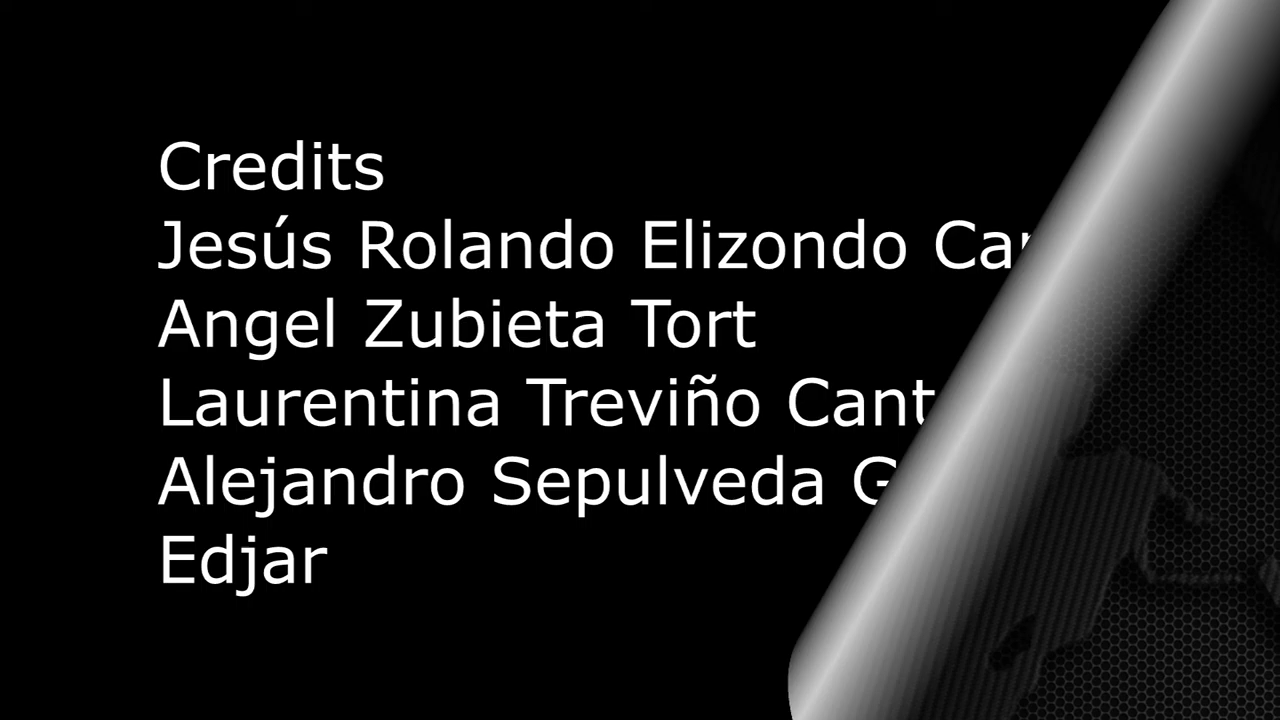 Credits
Jesús Rolando Elizondo
Angel Zubieta Tort
Laurentina Treviño
Alejandro Sepulveda
Edjar